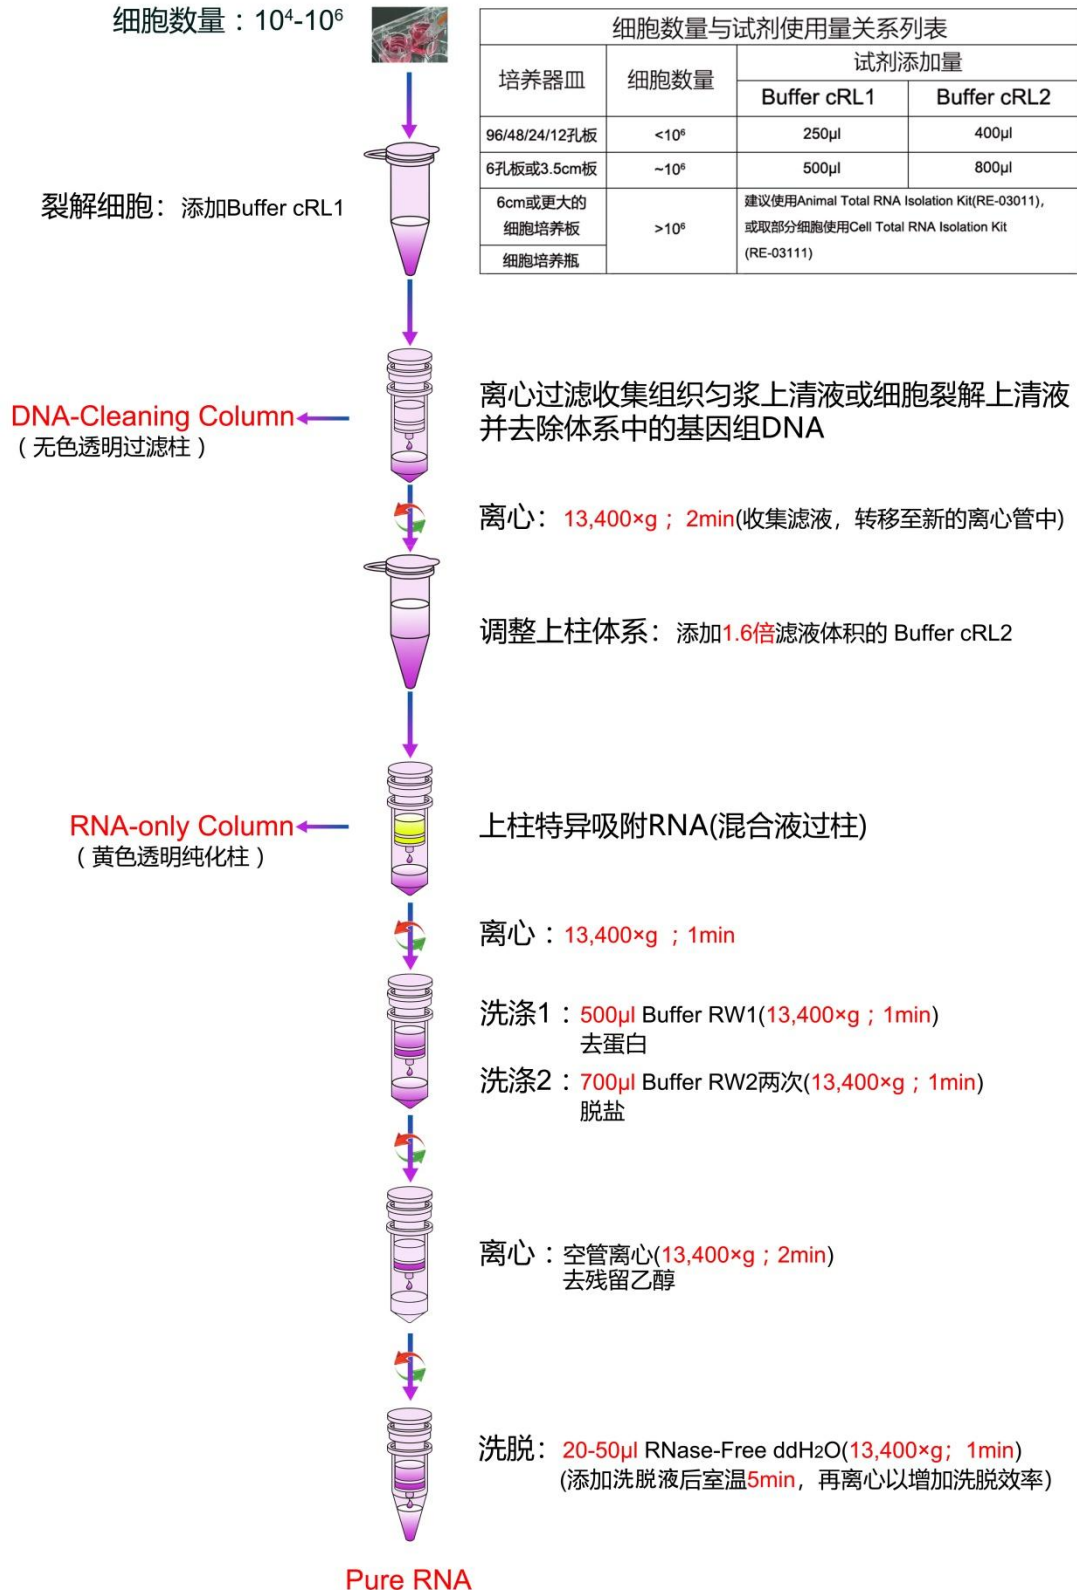 细胞数量：10⁴-10⁶
细胞数量与试剂使用量关系列表
培养器皿 细胞数量 试剂添加量
Buffer cRL1 Buffer cRL2
96/48/24/12孔板 <10⁶ 250μl 400μl
6孔板或3.5cm板 ~10⁶ 500μl 800μl
6cm或更大的
细胞培养板
细胞培养瓶
>10⁶
建议使用Animal Total RNA Isolation Kit(RE-03011)，
或取部分细胞使用Cell Total RNA Isolation Kit
(RE-03111)
裂解细胞：添加Buffer cRL1
DNA-Cleaning Column
（无色透明过滤柱）
离心过滤收集组织匀浆上清液或细胞裂解上清液
并去除体系中的基因组DNA
离心：13,400×g；2min(收集滤液，转移至新的离心管中)
调整上柱体系：添加1.6倍滤液体积的 Buffer cRL2
RNA-only Column
（黄色透明纯化柱）
上柱特异吸附RNA(混合液过柱)
离心：13,400×g ；1min
洗涤1：500μl Buffer RW1(13,400×g；1min)
去蛋白
洗涤2：700μl Buffer RW2两次(13,400×g；1min)
脱盐
离心：空管离心(13,400×g；2min)
去残留乙醇
洗脱：20-50μl RNase-Free ddH₂O(13,400×g；1min)
(添加洗脱液后室温5min，再离心以增加洗脱效率)
Pure RNA